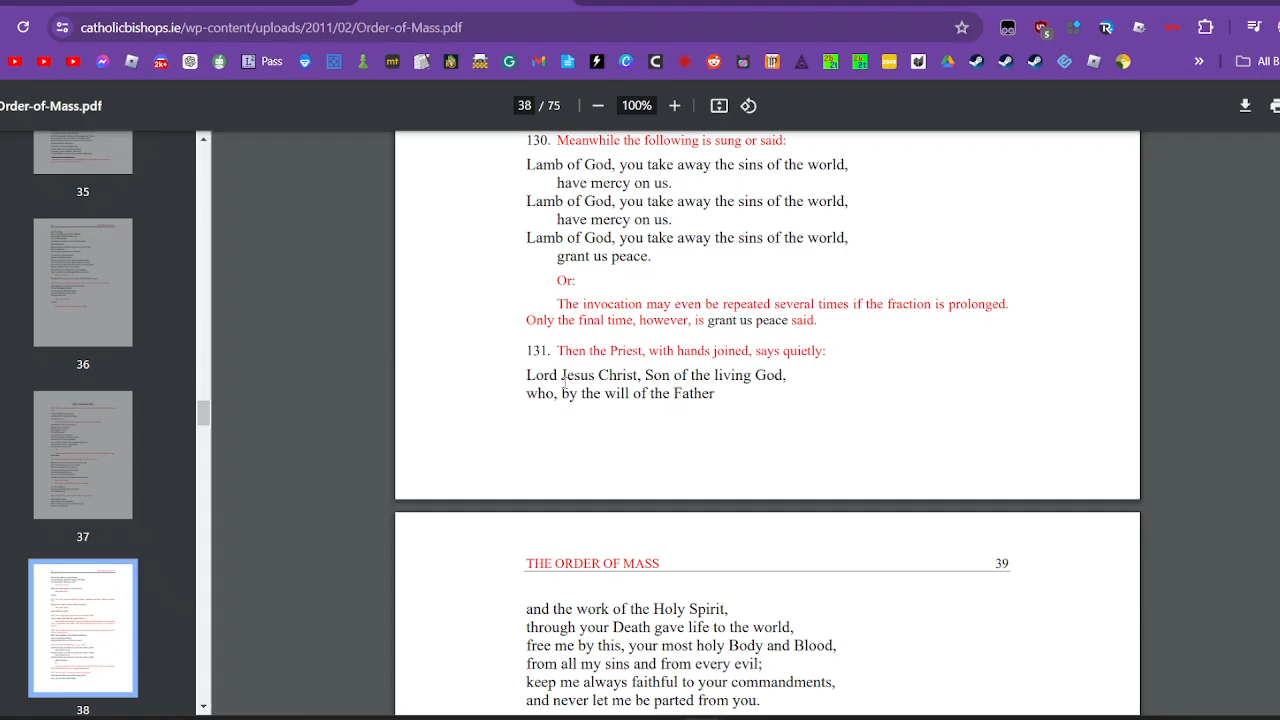 catholicbishops.ie/wp-content/uploads/2011/02/Order-of-Mass.pdf
Pass
All B
Order-of-Mass.pdf
38 / 75
100%
35
36
37
38
130. Meanwhile the following is sung or said:
Lamb of God, you take away the sins of the world,
have mercy on us.
Lamb of God, you take away the sins of the world,
have mercy on us.
Lamb of God, you take away the sins of the world,
grant us peace.
Or:
The invocation may even be repeated several times if the fraction is prolonged.
Only the final time, however, is grant us peace said.
131. Then the Priest, with hands joined, says quietly:
Lord Jesus Christ, Son of the living God,
who, by the will of the Father
THE ORDER OF MASS 39
and the work of the Holy Spirit,
through your Death gave life to the world,
free me by this, your most holy Body and Blood,
from all my sins and from every evil;
keep me always faithful to your commandments,
and never let me be parted from you.